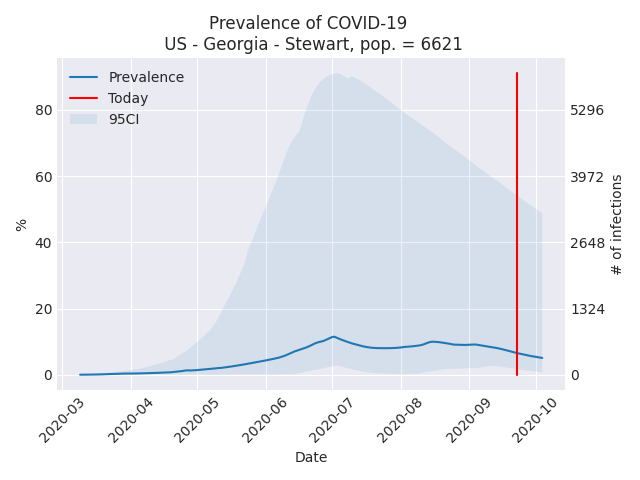 Prevalence of COVID-19
US - Georgia - Stewart, pop. = 6621
Prevalence
Today
95CI
80
60
40
20
0
%
5296
3972
2648
1324
0
# of infections
2020-03
2020-04
2020-05
2020-06
2020-07
2020-08
2020-09
2020-10
Date